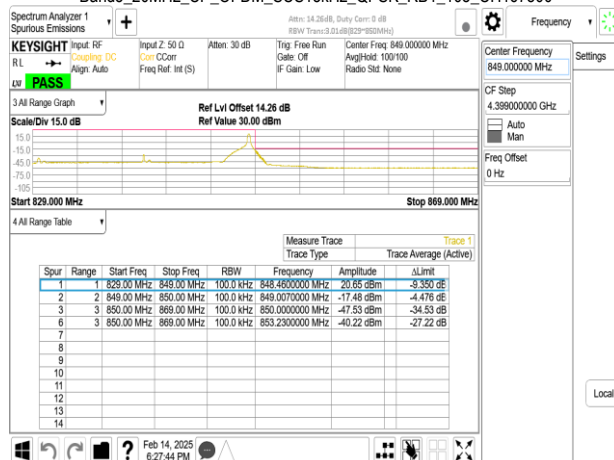 Spectrum Analyzer 1
Spurious Emissions
Attn: 14.26dB, Duty Corr: 0 dB
RBW Trans:3.01dB(829~850MHz)
Frequency
KEYSIGHT
RL
Input: RF
Coupling: DC
Align: Auto
Input Z: 50 Ω
Corr CCorr
Freq Ref: Int (S)
Atten: 30 dB
Trig: Free Run
Gate: Off
IF Gain: Low
Center Freq: 849.000000 MHz
Avg|Hold: 100/100
Radio Std: None
LXI PASS
3 All Range Graph
Scale/Div 15.0 dB
Ref Lvl Offset 14.26 dB
Ref Value 30.00 dBm
15.0
-15.0
-45.0
-75.0
-105
Start 829.000 MHz
Stop 869.000 MHz
4 All Range Table
Measure Trace Trace 1
Trace Type Trace Average (Active)
Spur Range Start Freq Stop Freq RBW Frequency Amplitude ΔLimit
1 1 829.00 MHz 849.00 MHz 100.0 kHz 848.4600000 MHz 20.65 dBm -9.350 dB
2 2 849.00 MHz 850.00 MHz 100.0 kHz 849.0070000 MHz -17.48 dBm -4.476 dB
3 3 850.00 MHz 869.00 MHz 100.0 kHz 850.0000000 MHz -47.53 dBm -34.53 dB
6 3 850.00 MHz 869.00 MHz 100.0 kHz 853.2300000 MHz -40.22 dBm -27.22 dB
7
8
9
10
11
12
13
14
Center Frequency
849.000000 MHz
CF Step
4.399000000 GHz
Auto
Man
Freq Offset
0 Hz
Settings
Local
Feb 14, 2025
6:27:44 PM